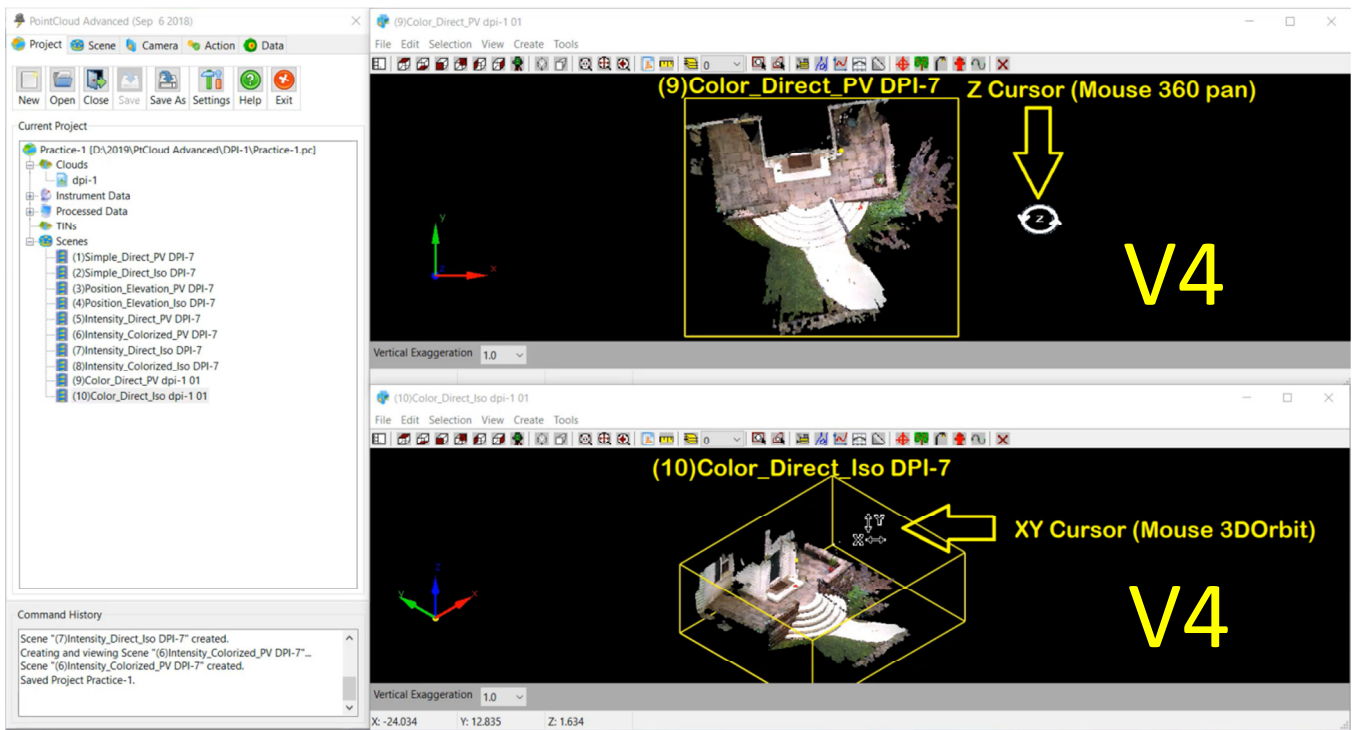 PointCloud Advanced (Sep 6 2018)
Project Scene Camera Action Data
New Open Close Save Save As Settings Help Exit
Current Project
Practice-1 [D:\2019\PtCloud Advanced\DPI-1\Practice-1.pc]
Clouds
dpi-1
Instrument Data
Processed Data
TINs
Scenes
(1)Simple_Direct_PV DPI-7
(2)Simple_Direct_Iso DPI-7
(3)Position_Elevation_PV DPI-7
(4)Position_Elevation_Iso DPI-7
(5)Intensity_Direct_PV DPI-7
(6)Intensity_Colorized_PV DPI-7
(7)Intensity_Direct_Iso DPI-7
(8)Intensity_Colorized_Iso DPI-7
(9)Color_Direct_PV dpi-1 01
(10)Color_Direct_Iso dpi-1 01
Command History
Scene "(7)Intensity_Direct_Iso DPI-7" created.
Creating and viewing Scene "(6)Intensity_Colorized_PV DPI-7"...
Scene "(6)Intensity_Colorized_PV DPI-7" created.
Saved Project Practice-1.
(9)Color_Direct_PV dpi-1 01
File Edit Selection View Create Tools
0
(9)Color_Direct_PV DPI-7
Z Cursor (Mouse 360 pan)
Z
y
z
x
V4
Vertical Exaggeration 1.0
(10)Color_Direct_Iso dpi-1 01
File Edit Selection View Create Tools
0
(10)Color_Direct_Iso DPI-7
Y
X
XY Cursor (Mouse 3DOrbit)
z
y
x
V4
Vertical Exaggeration 1.0
X: -24.034 Y: 12.835 Z: 1.634